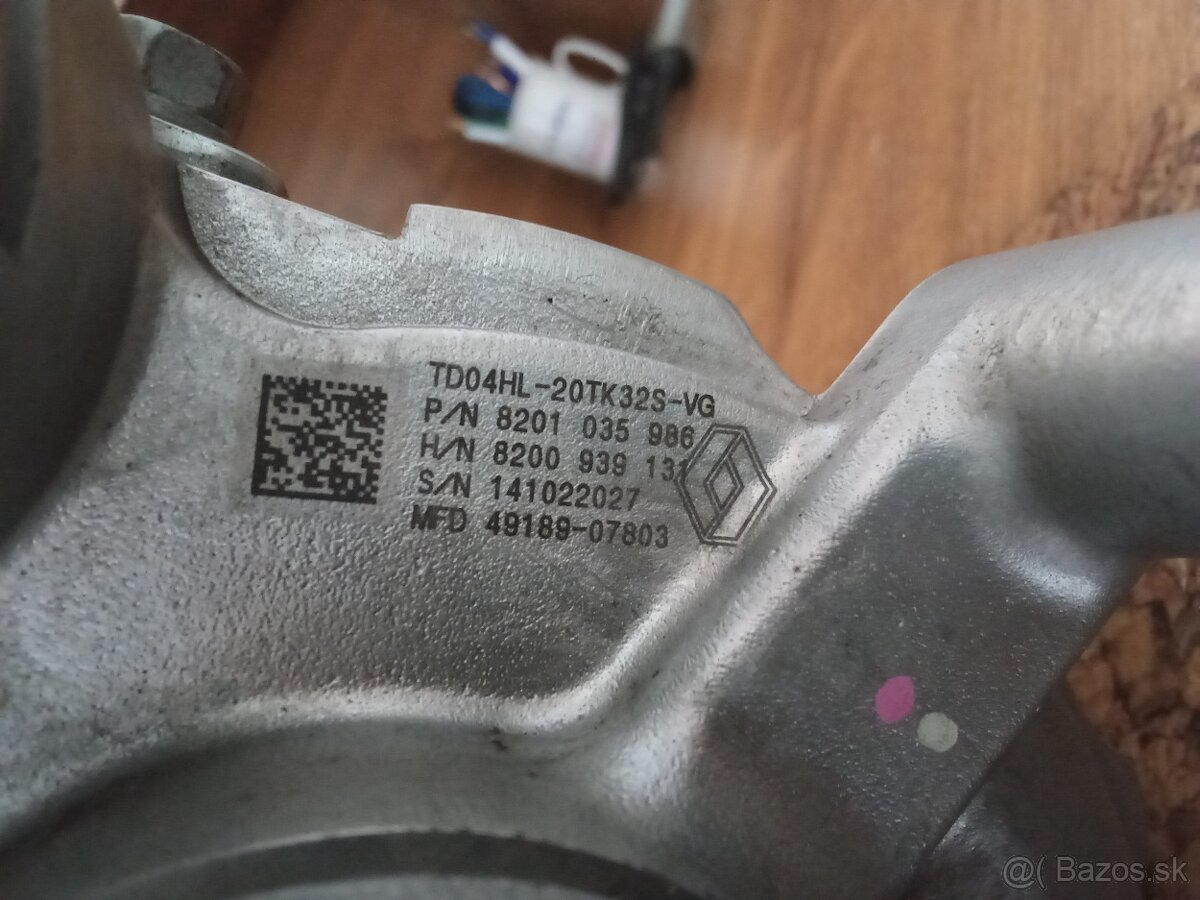 TD04HL-20TK32S-VG
P/N 8201 035 986
H/N 8200 939 131
S/N 141022027
MFD 49189-07803
@( Bazos.sk